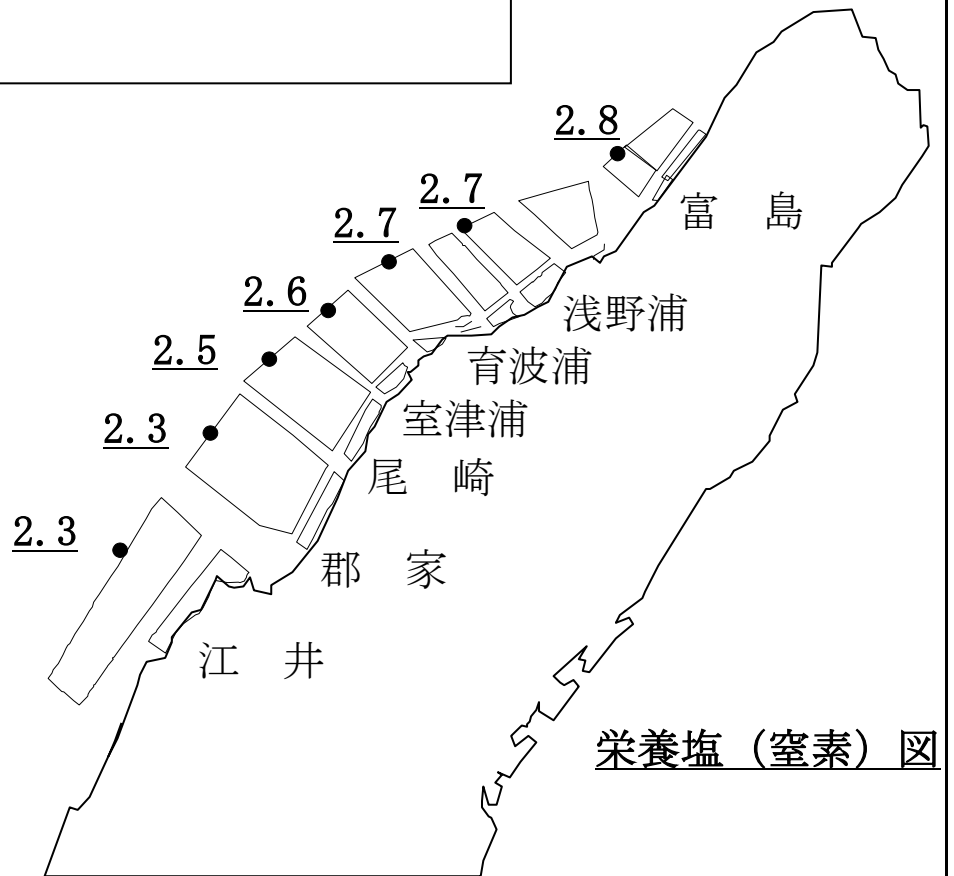 2.8
2.7
富　島
2.7
2.6
浅野浦
2.5
育波浦
2.3
室津浦
尾　崎
2.3
郡　家
江　井
栄養塩（窒素）図